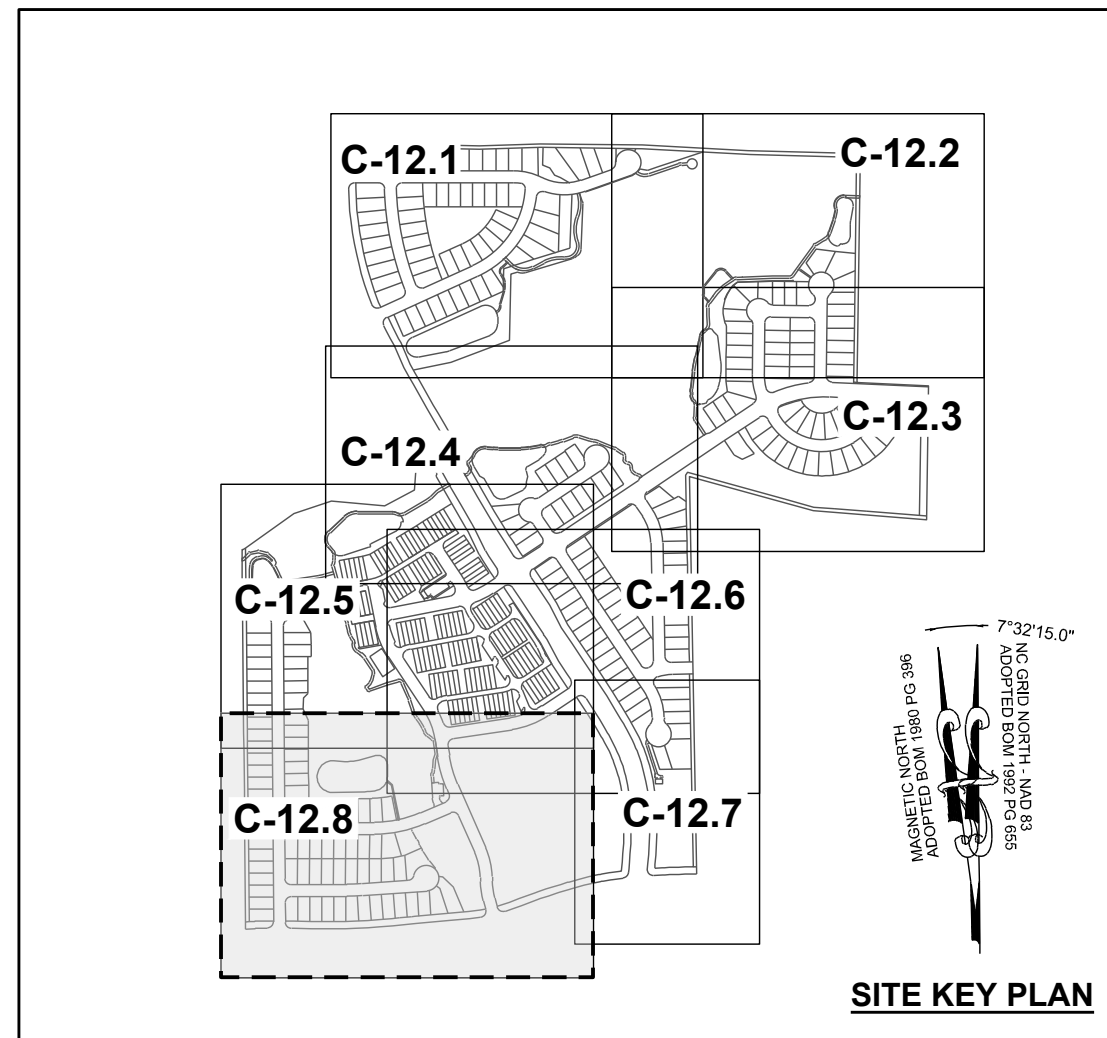 C-12.1
C-12.2
C-12.3
C-12.4
C-12.5
C-12.6
C-12.7
C-12.8
7°32'15.0"
MAGNETIC NORTH
ADOPTED BOM 1980 PG 396
NC GRID NORTH - NAD 83
ADOPTED BOM 1992 PG 655
SITE KEY PLAN